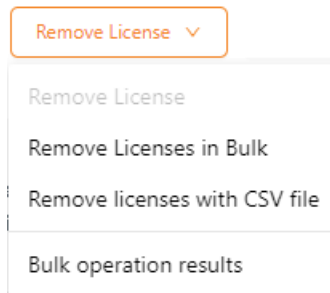 Remove License
Remove License
Remove Licenses in Bulk
Remove licenses with CSV file
Bulk operation results